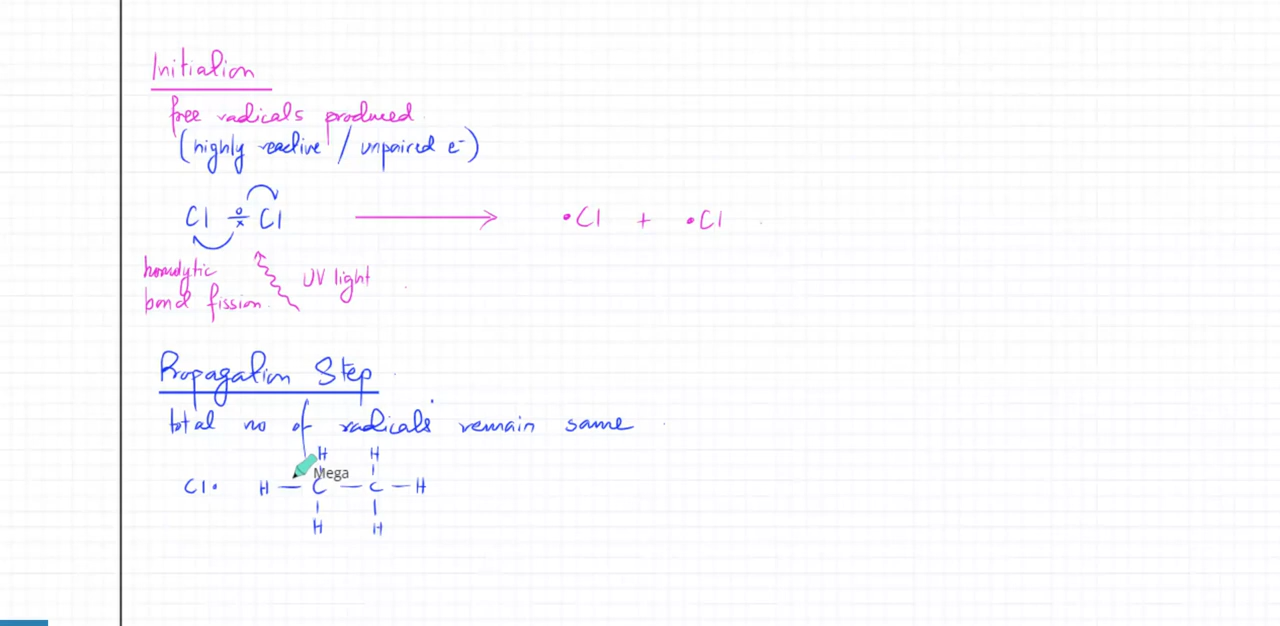 Initiation
free radicals produced
(highly reactive / unpaired e⁻)
Cl ÷ Cl ⟶ •Cl + •Cl
homolytic
bond fission
UV light
Propagation Step
total no of radicals remain same
H H
Mega
Cl• H — C — C — H
H H